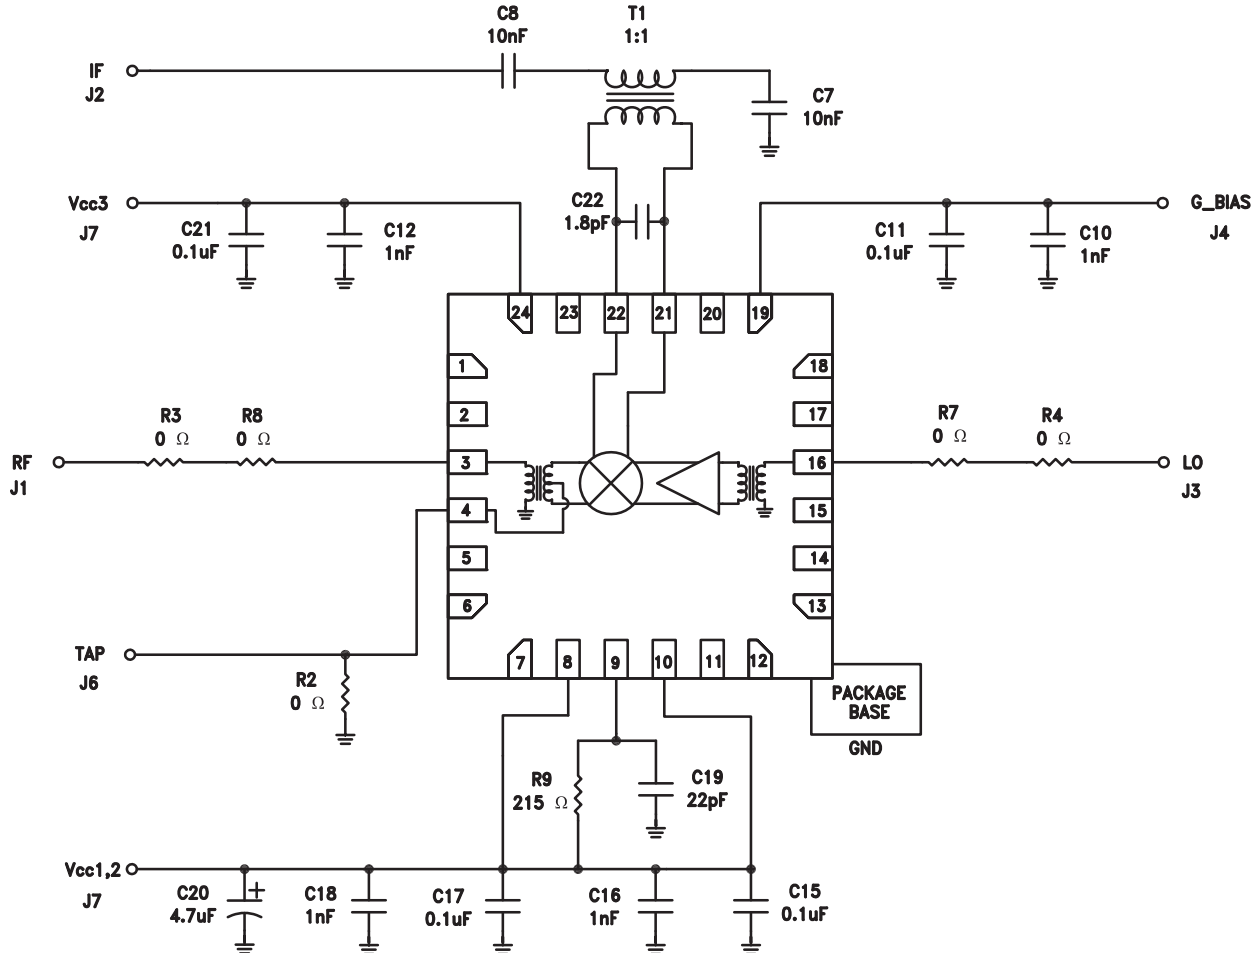 C8
10nF
T1
1:1
IF
J2
C7
10nF
Vcc3
J7
C21
0.1uF
C12
1nF
C22
1.8pF
C11
0.1uF
C10
1nF
G_BIAS
J4
24
23
22
21
20
19
1
18
2
17
R3
0 Ω
R8
0 Ω
R7
0 Ω
R4
0 Ω
RF
J1
3
16
LO
J3
4
15
5
14
6
13
TAP
J6
R2
0 Ω
7
8
9
10
11
12
PACKAGE
BASE
GND
R9
215 Ω
C19
22pF
Vcc1,2
J7
C20
4.7uF
+
C18
1nF
C17
0.1uF
C16
1nF
C15
0.1uF